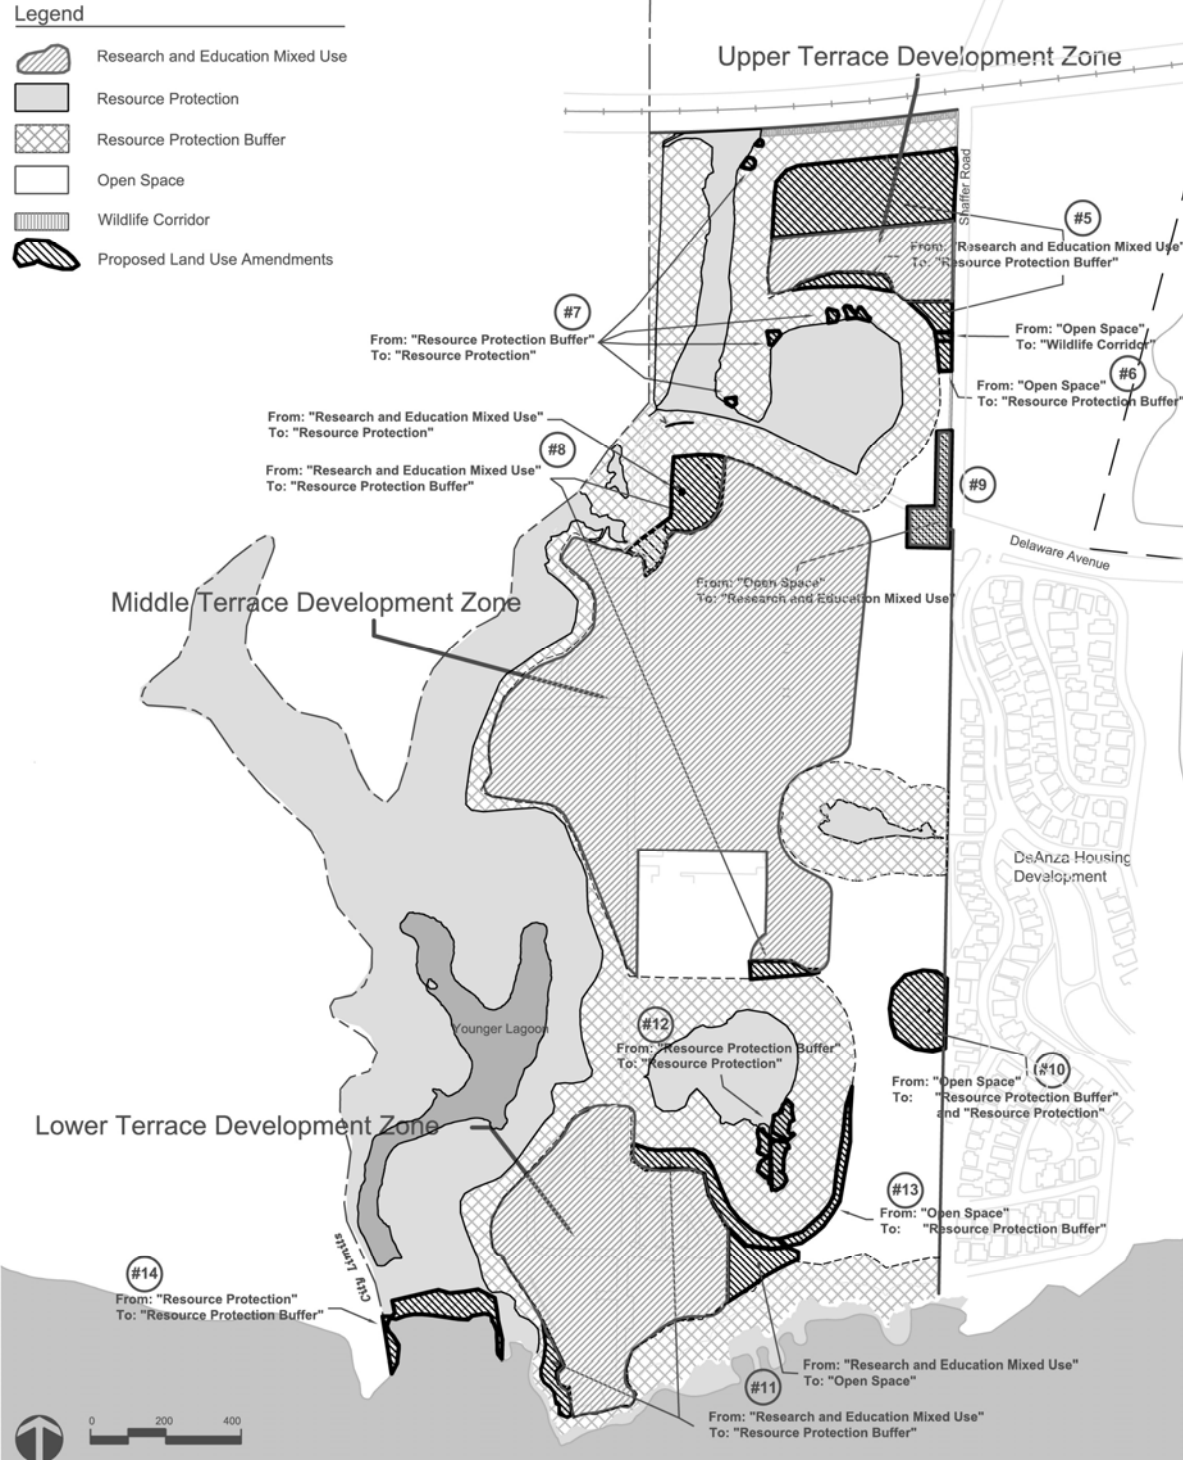 Legend
Research and Education Mixed Use
Resource Protection
Resource Protection Buffer
Open Space
Wildlife Corridor
Proposed Land Use Amendments
Upper Terrace Development Zone
Shaffer Road
#5
From: "Research and Education Mixed Use"
To: "Resource Protection Buffer"
#7
From: "Resource Protection Buffer"
To: "Resource Protection"
From: "Open Space"
To: "Wildlife Corridor"
#6
From: "Open Space"
To: "Resource Protection Buffer"
From: "Research and Education Mixed Use"
To: "Resource Protection"
#8
From: "Research and Education Mixed Use"
To: "Resource Protection Buffer"
#9
Delaware Avenue
From: "Open Space"
To: "Research and Education Mixed Use"
Middle Terrace Development Zone
DeAnza Housing
Development
Younger Lagoon
#12
From: "Resource Protection Buffer"
To: "Resource Protection"
#10
From: "Open Space"
To: "Resource Protection Buffer"
and "Resource Protection"
Lower Terrace Development Zone
#13
From: "Open Space"
To: "Resource Protection Buffer"
City Limits
#14
From: "Resource Protection"
To: "Resource Protection Buffer"
From: "Research and Education Mixed Use"
To: "Open Space"
#11
From: "Research and Education Mixed Use"
To: "Resource Protection Buffer"
0 200 400